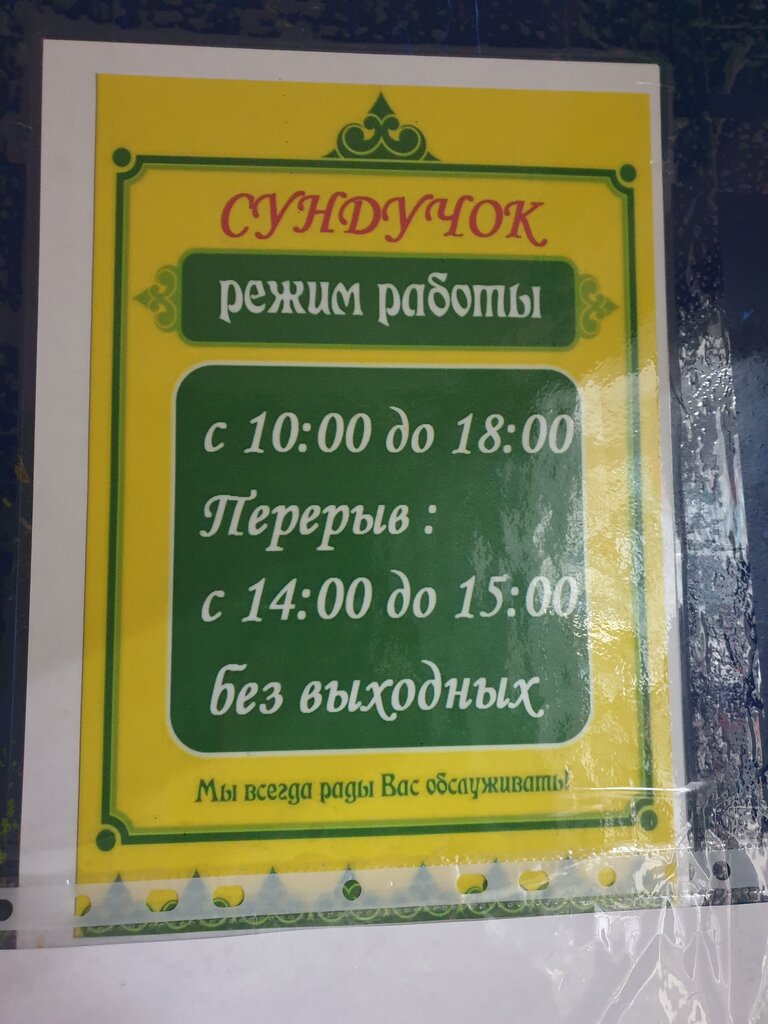 СУНДУЧОК
режим работы
с 10:00 до 18:00
Перерыв :
с 14:00 до 15:00
без выходных
Мы всегда рады Вас обслуживать!